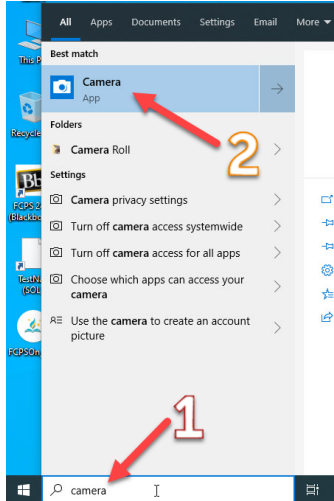 All Apps Documents Settings Email More
Best match
This P
Camera
App
Recycle
Folders
Camera Roll
2
Settings
Bb
Camera privacy settings
FCPS 2
(Blackbo
Turn off camera access systemwide
Turn off camera access for all apps
TestN
(SOL
Choose which apps can access your
camera
Use the camera to create an account
picture
FCPSOn
1
camera